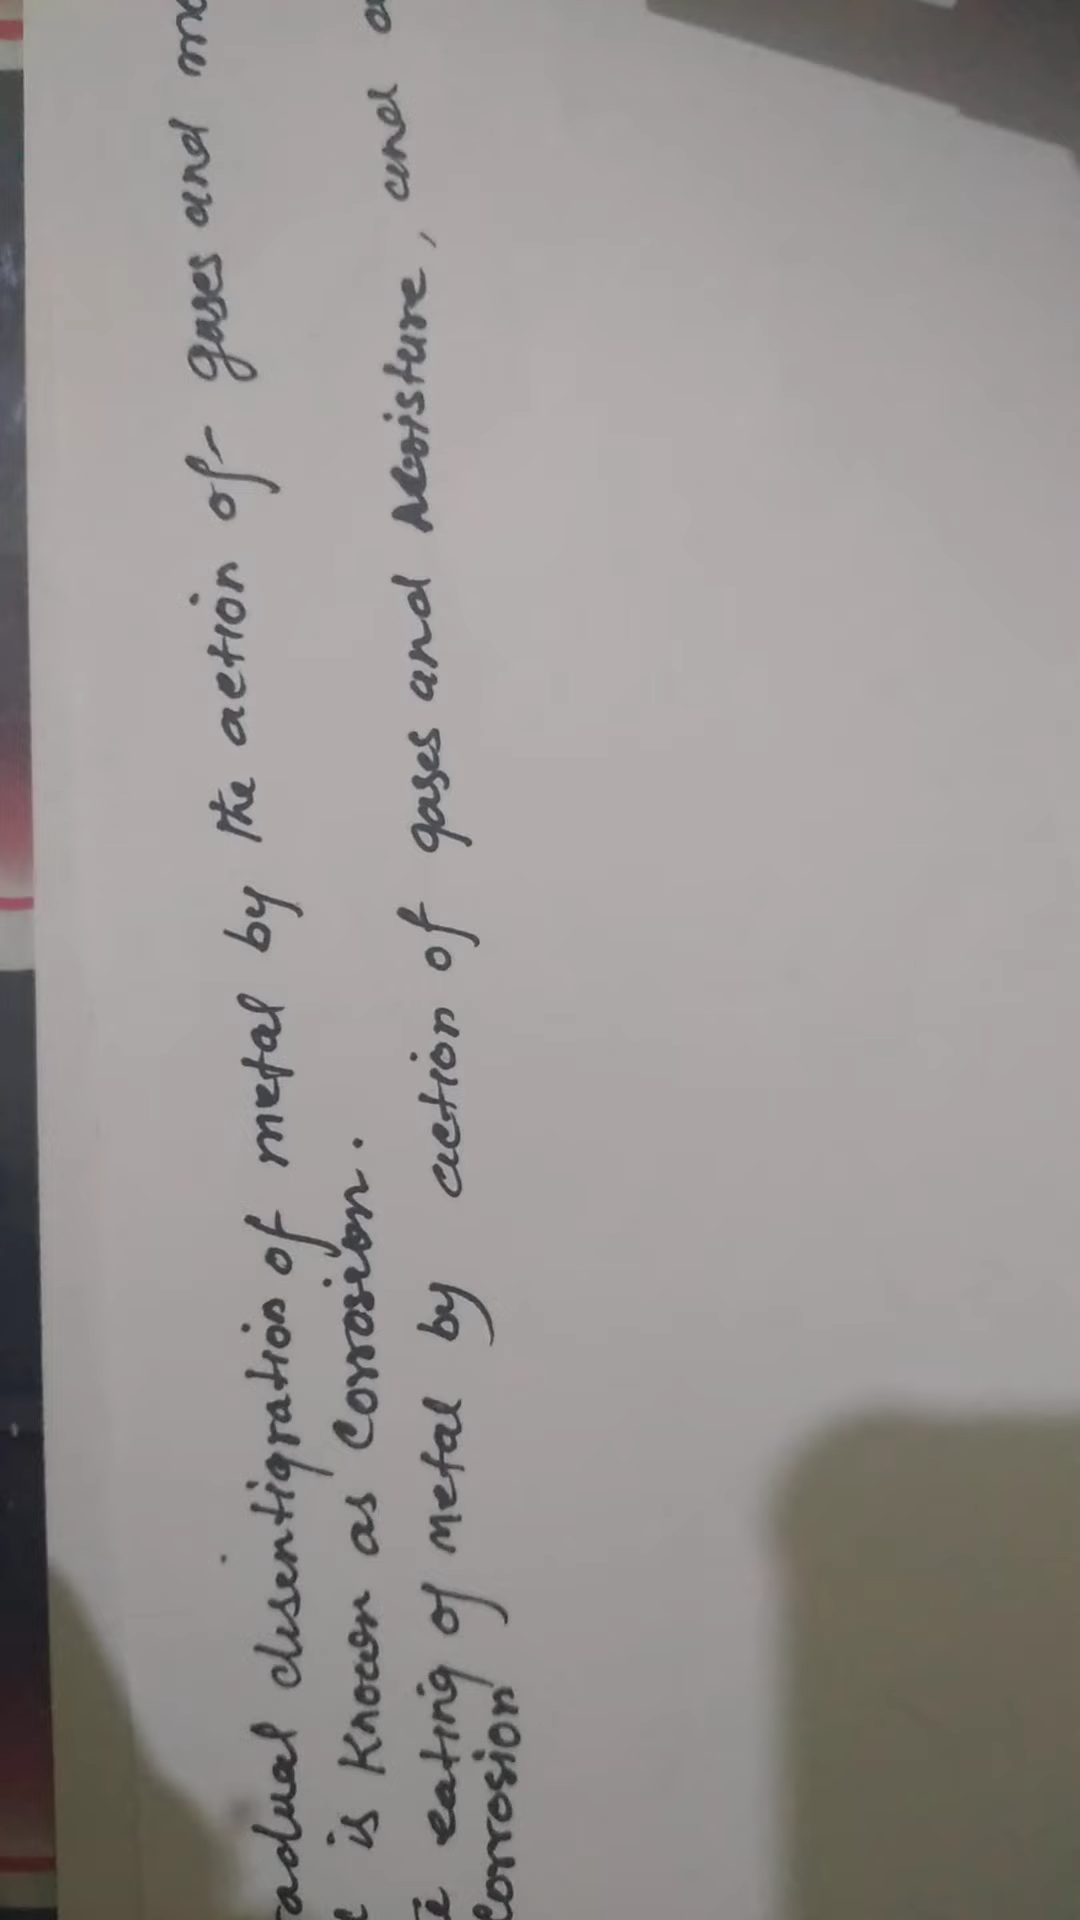 adual disentigration of metal by the action of gases and
is known as Corrosion.
eating of metal by action of gases and Moisture, and
Corrosion